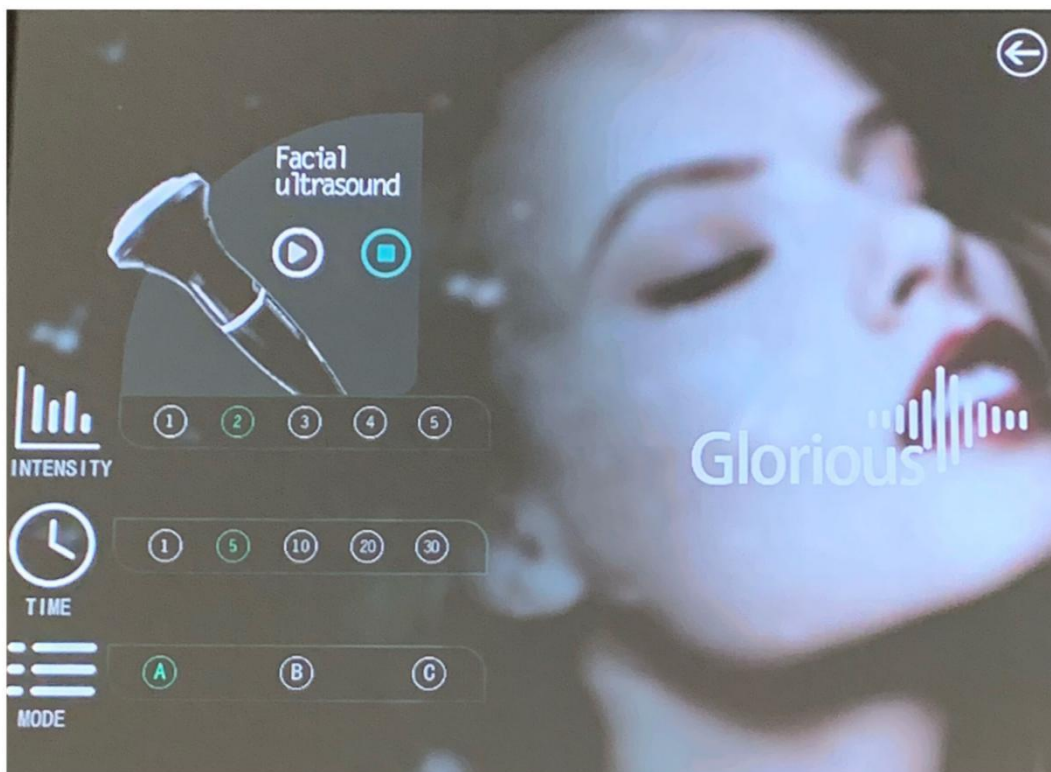 Facial
ultrasound
1 2 3 4 5
INTENSITY
Glorious
1 5 10 20 30
TIME
A B C
MODE